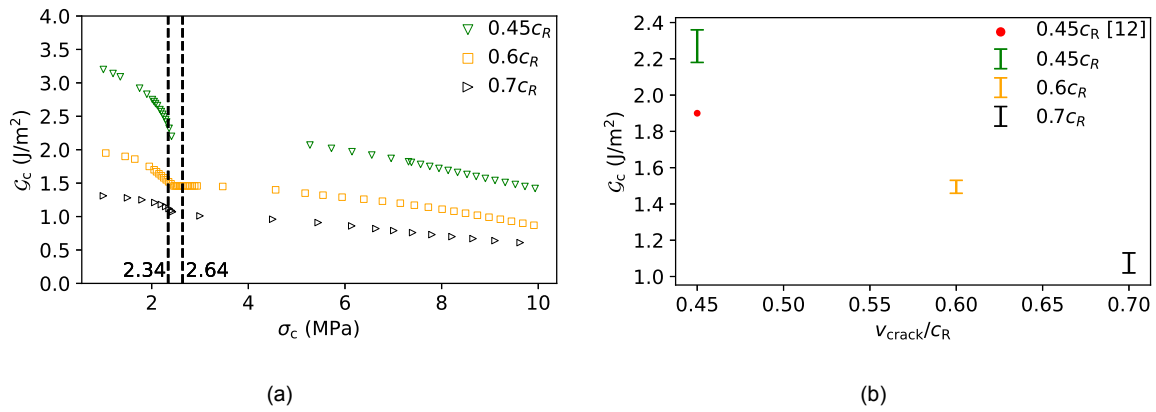 4.0
3.5
3.0
2.5
2.0
1.5
1.0
0.5
0.0
𝒢c (J/m²)
0.45cR
0.6cR
0.7cR
2.34
2.64
2 4 6 8 10
σc (MPa)
(a)
2.4
2.2
2.0
1.8
1.6
1.4
1.2
1.0
𝒢c (J/m²)
0.45cR [12]
0.45cR
0.6cR
0.7cR
0.45 0.50 0.55 0.60 0.65 0.70
vcrack/cR
(b)